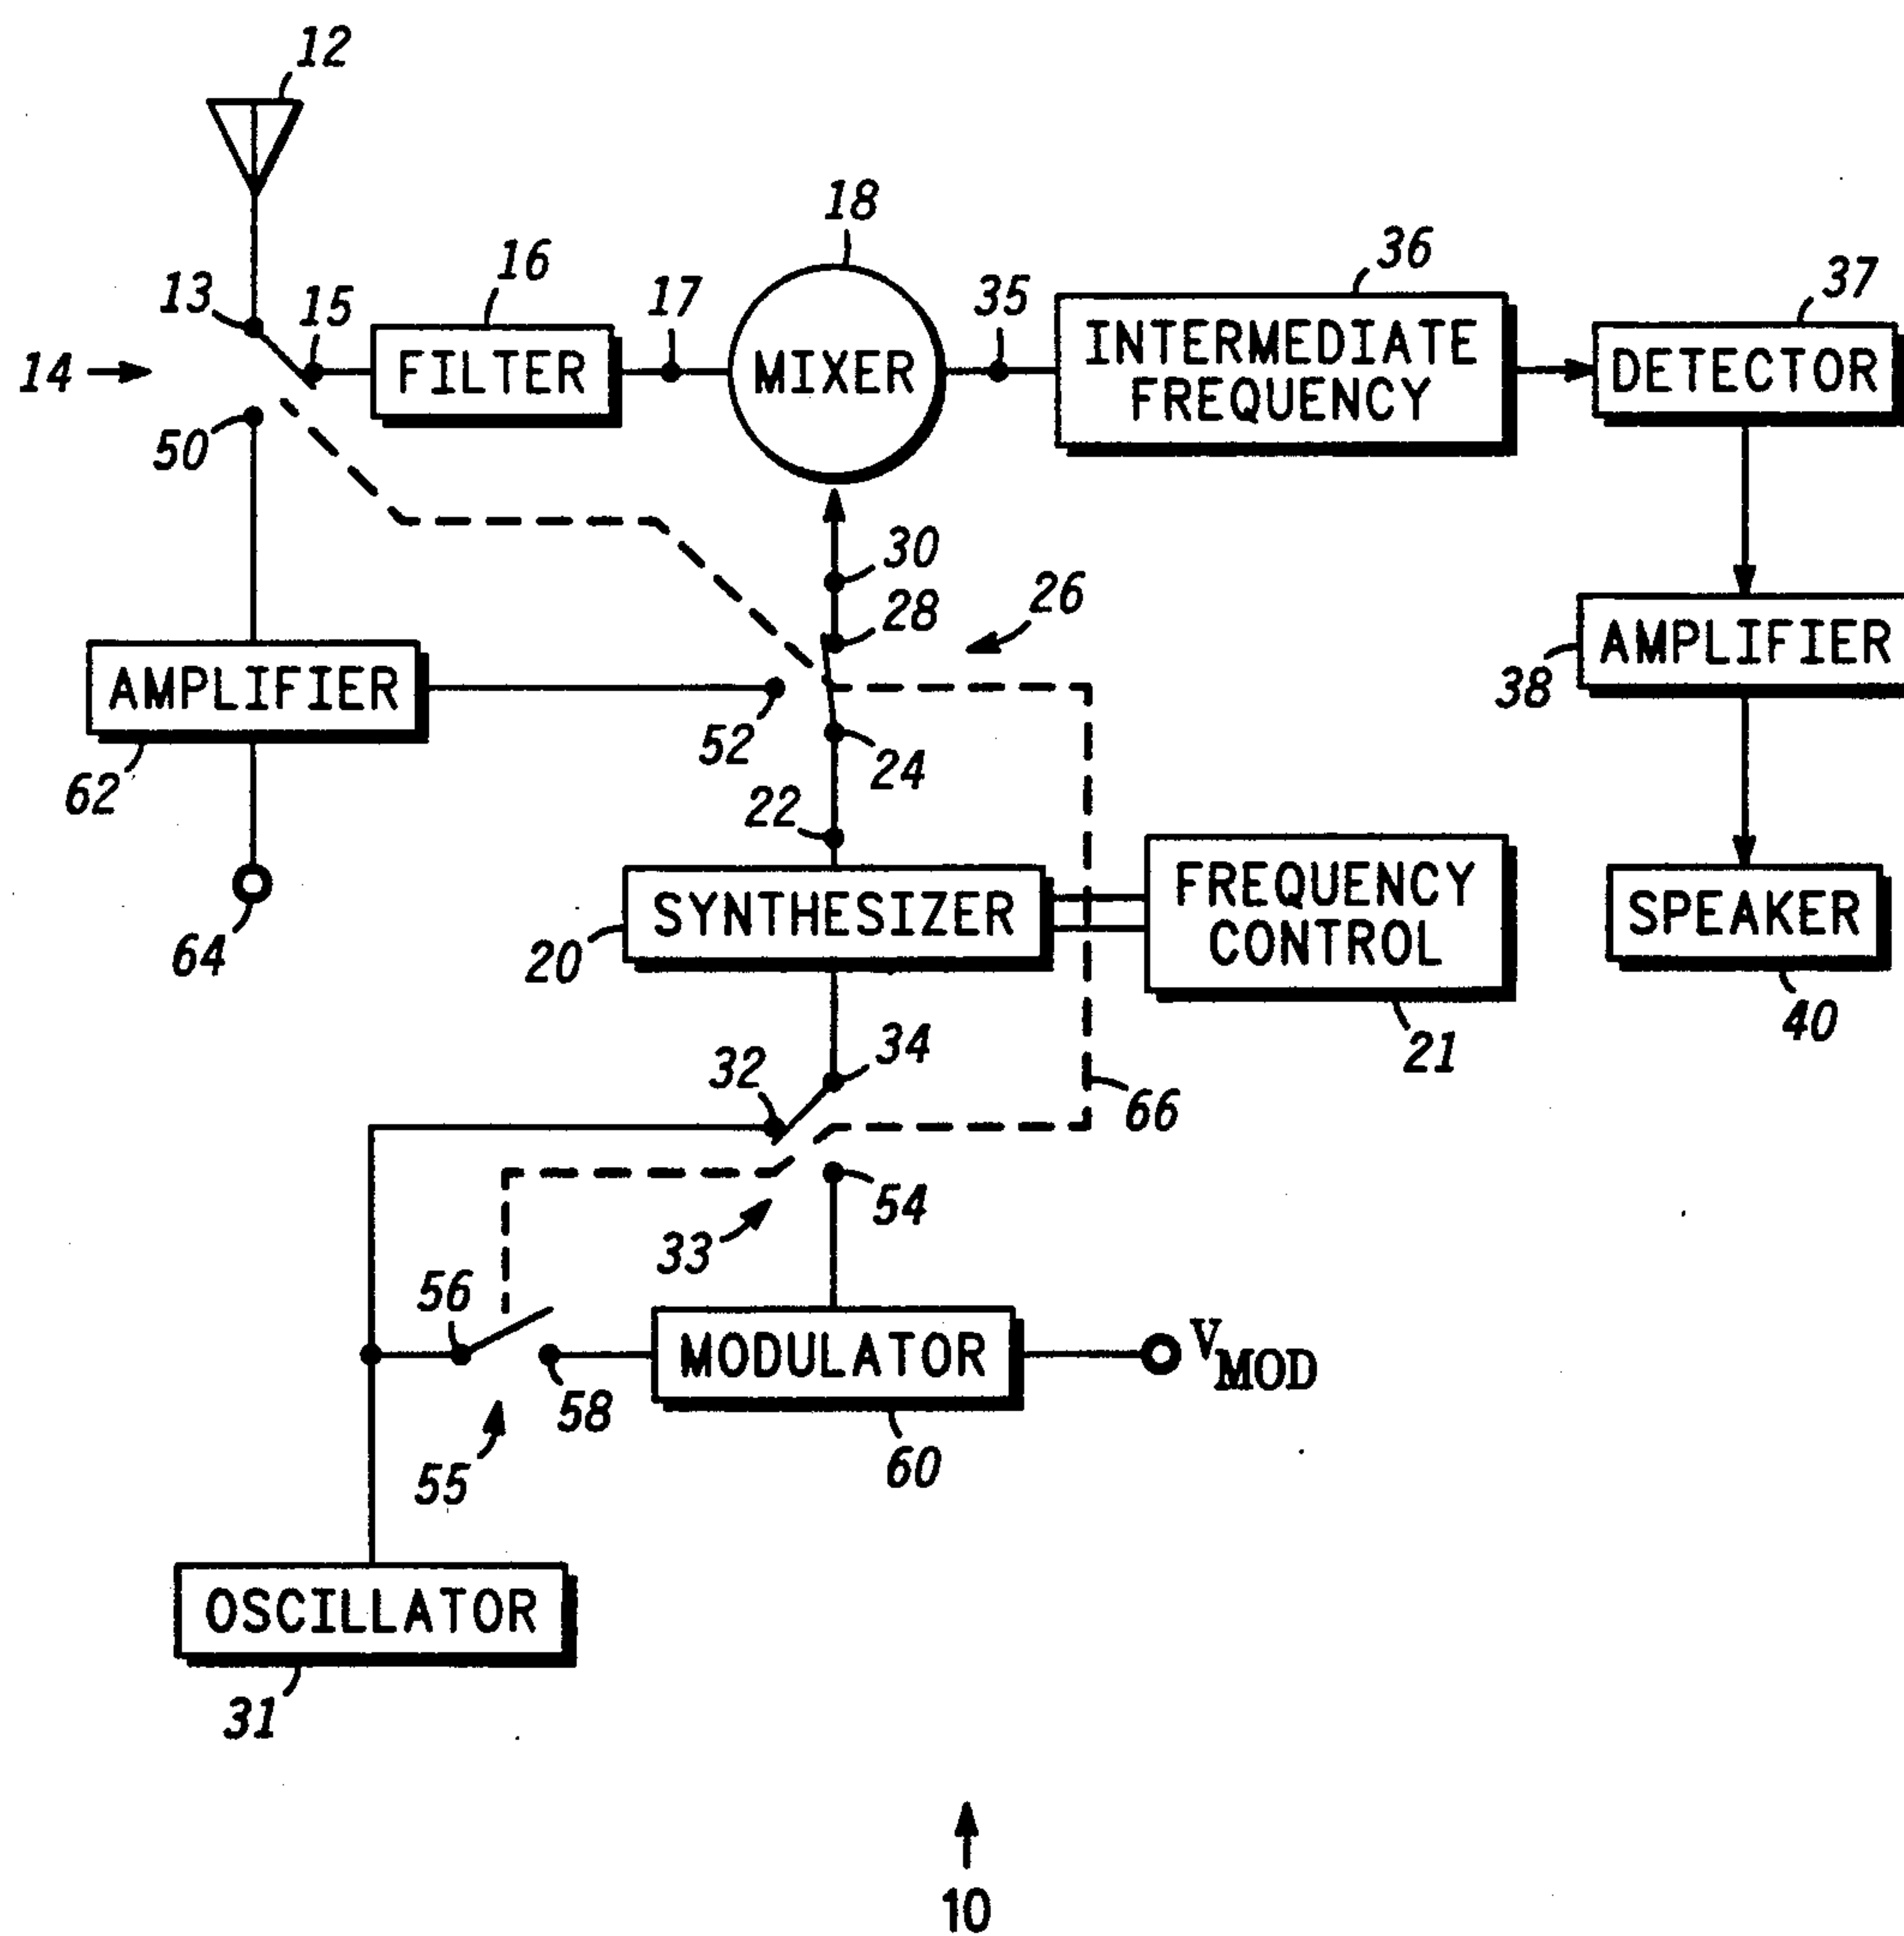 12
18
16
36
37
13
15
17
35
14
FILTER
MIXER
INTERMEDIATE
FREQUENCY
DETECTOR
50
30
28
26
AMPLIFIER
AMPLIFIER
38
52
24
62
22
SYNTHESIZER
FREQUENCY
CONTROL
SPEAKER
64
20
21
40
32
34
66
33
54
56
MODULATOR
V MOD
58
55
60
OSCILLATOR
31
10